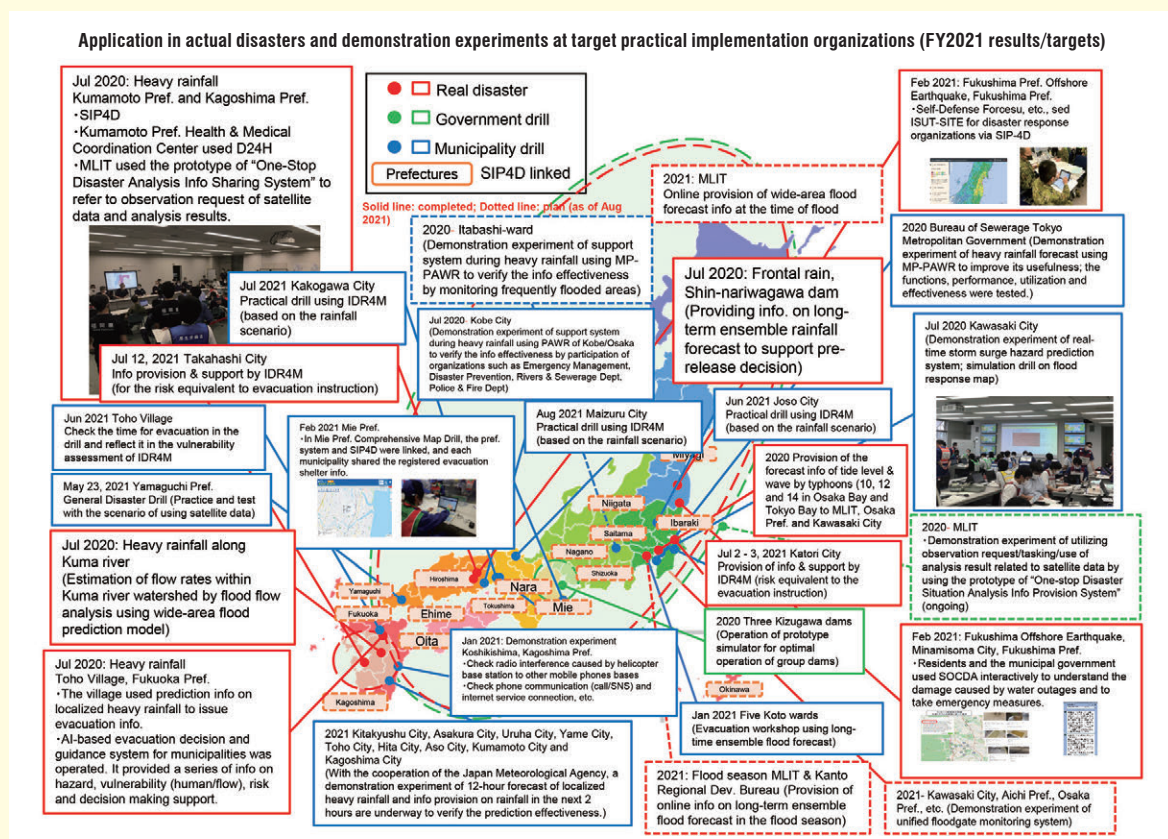 Application in actual disasters and demonstration experiments at target practical implementation organizations (FY2021 results/targets)
Jul 2020: Heavy rainfall
Kumamoto Pref. and Kagoshima Pref.
・SIP4D
・Kumamoto Pref. Health & Medical
Coordination Center used D24H
・MLIT used the prototype of "One-Stop
Disaster Analysis Info Sharing System" to
refer to observation request of satellite
data and analysis results.
Real disaster
Government drill
Municipality drill
Prefectures
SIP4D linked
Solid line: completed; Dotted line: plan (as of Aug
2021)
2021: MLIT
Online provision of wide-area flood
forecast info at the time of flood
Feb 2021: Fukushima Pref. Offshore
Earthquake, Fukushima Pref.
・Self-Defense Forcesu, etc., sed
ISUT-SITE for disaster response
organizations via SIP-4D
2020- Itabashi-ward
(Demonstration experiment of support
system during heavy rainfall using MP-
PAWR to verify the info effectiveness
by monitoring frequently flooded areas)
2020 Bureau of Sewerage Tokyo
Metropolitan Government (Demonstration
experiment of heavy rainfall forecast using
MP-PAWR to improve its usefulness; the
functions, performance, utilization and
effectiveness were tested.)
Jul 2020: Frontal rain,
Shin-nariwagawa dam
(Providing info. on long-
term ensemble rainfall
forecast to support pre-
release decision)
Jul 2021 Kakogawa City
Practical drill using IDR4M
(based on the rainfall
scenario)
Jul 2020- Kobe City
(Demonstration experiment of support system
during heavy rainfall using PAWR of Kobe/Osaka
to verify the info effectiveness by participation of
organizations such as Emergency Management,
Disaster Prevention, Rivers & Sewerage Dept,
Police & Fire Dept)
Jul 2020 Kawasaki City
(Demonstration experiment of real-
time storm surge hazard prediction
system; simulation drill on flood
response map)
Jul 12, 2021 Takahashi City
Info provision & support by IDR4M
(for the risk equivalent to evacuation instruction)
Jun 2021 Toho Village
Check the time for evacuation in the
drill and reflect it in the vulnerability
assessment of IDR4M
Feb 2021 Mie Pref.
・In Mie Pref. Comprehensive Map Drill, the pref.
system and SIP4D were linked, and each
municipality shared the registered evacuation
shelter info.
Aug 2021 Maizuru City
Practical drill using IDR4M
(based on the rainfall scenario)
Jun 2021 Joso City
Practical drill using IDR4M
(based on the rainfall scenario)
May 23, 2021 Yamaguchi Pref.
General Disaster Drill (Practice and test
with the scenario of using satellite data)
2020 Provision of the
forecast info of tide level &
wave by typhoons (10, 12
and 14 in Osaka Bay and
Tokyo Bay to MLIT, Osaka
Pref. and Kawasaki City
Miyagi
Niigata
Ibaraki
Saitama
Nagano
Shizuoka
Nara
Hiroshima
Mie
Yamaguchi
Fukuoka
Ehime
Tokushima
Oita
Kagoshima
Okinawa
Jul 2020: Heavy rainfall along
Kuma river
(Estimation of flow rates within
Kuma river watershed by flood flow
analysis using wide-area flood
prediction model)
Jul 2 - 3, 2021 Katori City
Provision of info & support by
IDR4M (risk equivalent to the
evacuation instruction)
2020- MLIT
・Demonstration experiment of utilizing
observation request/tasking/use of
analysis result related to satellite data by
using the prototype of "One-stop Disaster
Situation Analysis Info Provision System"
(ongoing)
2020 Three Kizugawa dams
(Operation of prototype
simulator for optimal
operation of group dams)
Jul 2020: Heavy rainfall
Toho Village, Fukuoka Pref.
・The village used prediction info on
localized heavy rainfall to issue
evacuation info.
・AI-based evacuation decision and
guidance system for municipalities was
operated. It provided a series of info on
hazard, vulnerability (human/flow), risk
and decision making support.
Jan 2021: Demonstration experiment
Koshikishima, Kagoshima Pref.
・Check radio interference caused by helicopter
base station to other mobile phones bases
・Check phone communication (call/SNS) and
internet service connection, etc.
Feb 2021: Fukushima Offshore Earthquake,
Minamisoma City, Fukushima Pref.
・Residents and the municipal government
used SOCDA interactively to understand the
damage caused by water outages and to
take emergency measures.
Jan 2021 Five Koto wards
(Evacuation workshop using long-
time ensemble flood forecast)
2021 Kitakyushu City, Asakura City, Uruha City, Yame City,
Toho City, Hita City, Aso City, Kumamoto City and
Kagoshima City
(With the cooperation of the Japan Meteorological Agency, a
demonstration experiment of 12-hour forecast of localized
heavy rainfall and info provision on rainfall in the next 2
hours are underway to verify the prediction effectiveness.)
2021: Flood season MLIT & Kanto
Regional Dev. Bureau (Provision of
online info on long-term ensemble
flood forecast in the flood season)
2021- Kawasaki City, Aichi Pref., Osaka
Pref., etc. (Demonstration experiment of
unified floodgate monitoring system)